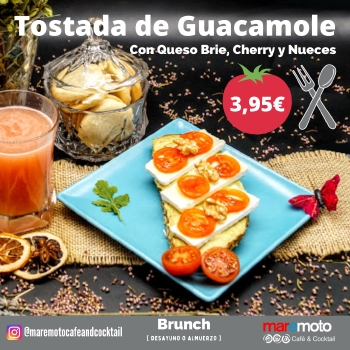 Tostada de Guacamole
Con Queso Brie, Cherry y Nueces
3,95€
@maremotocafeandcocktail
Brunch
[ DESAYUNO O ALMUERZO ]
maremoto
Café & Cocktail